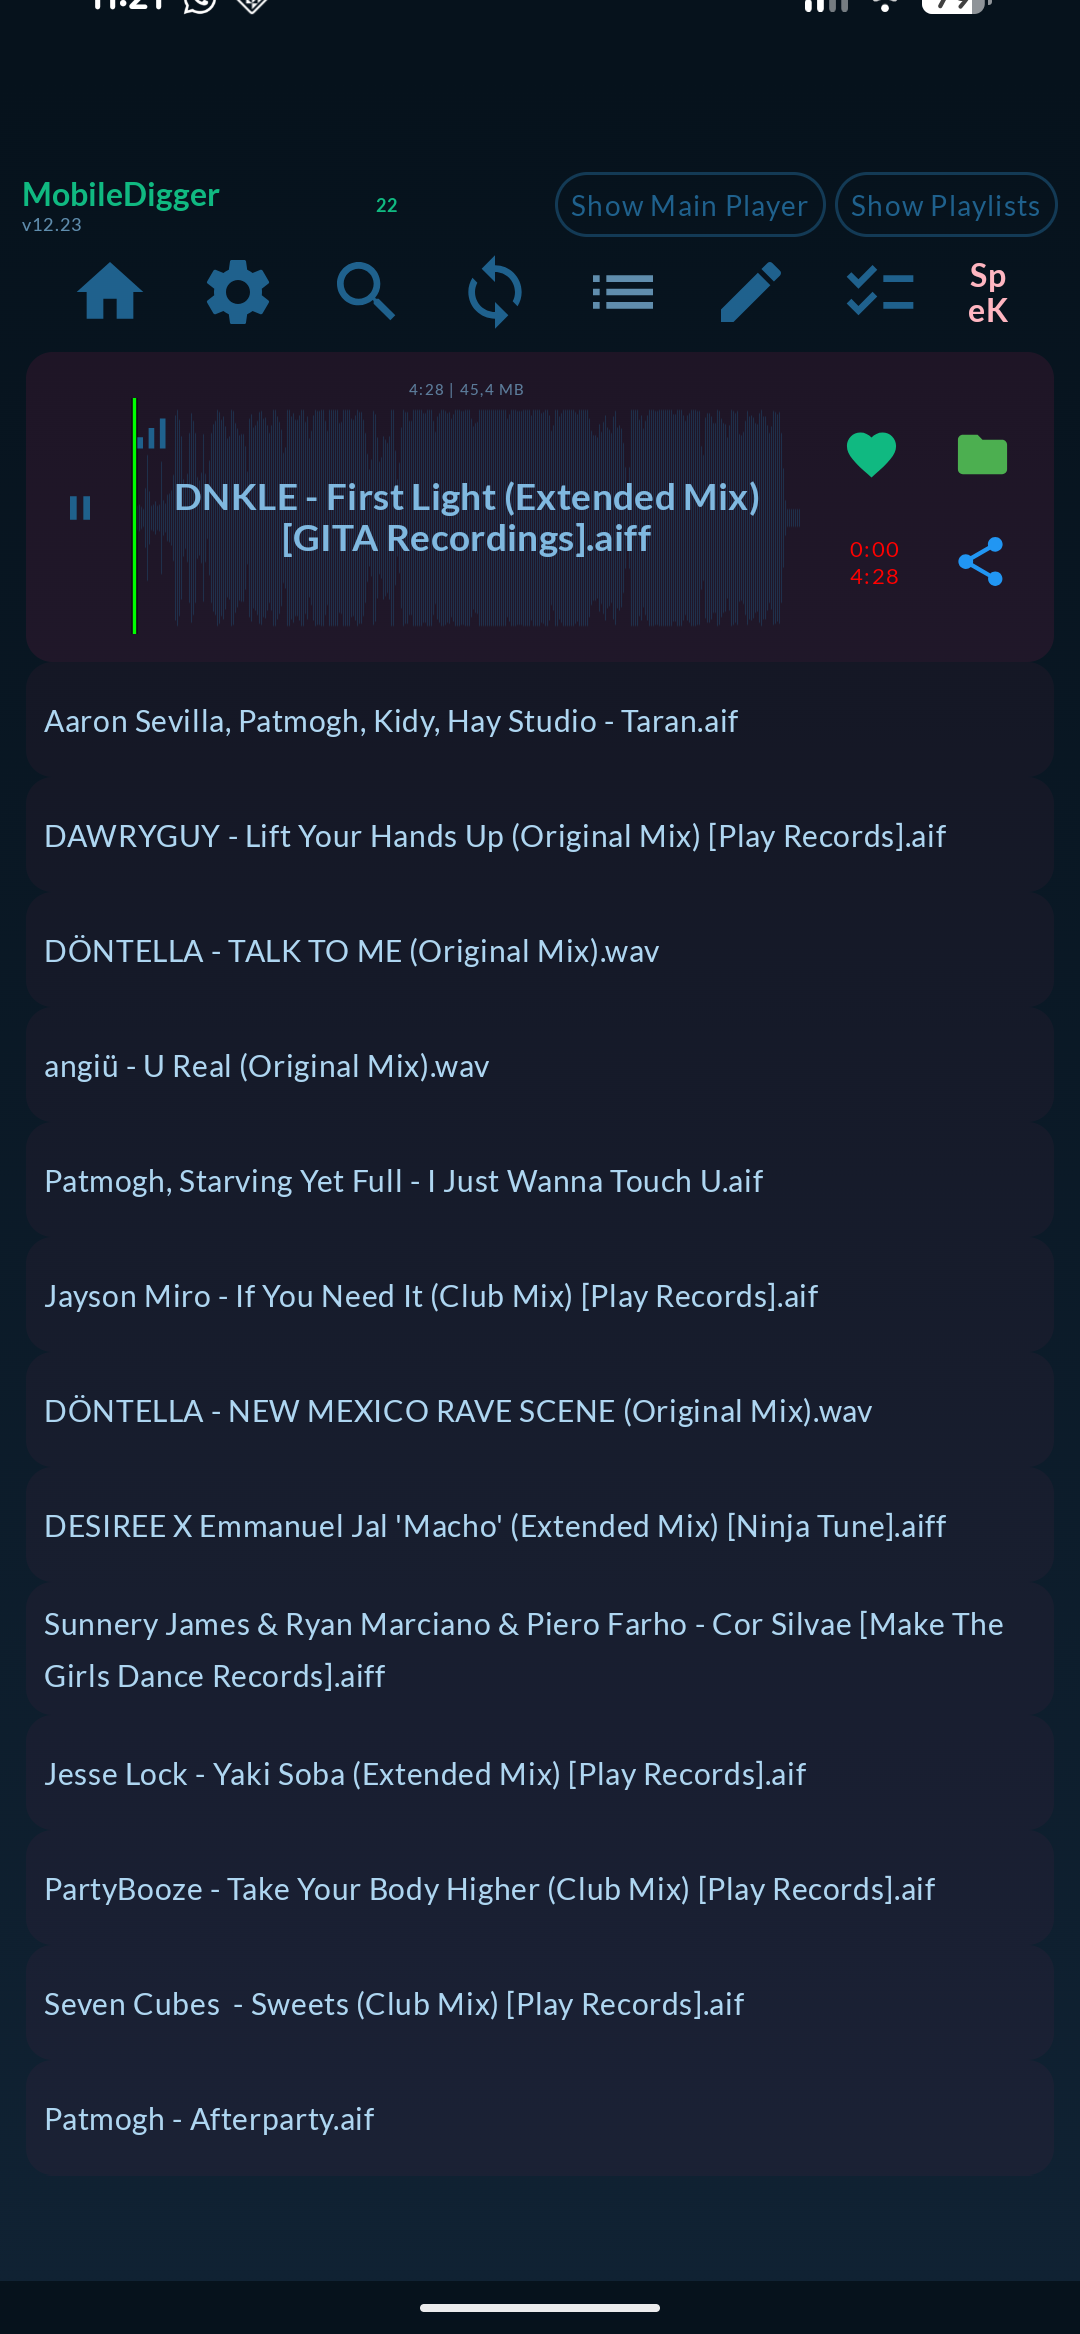 11:21
MobileDigger
v12.23
22
Show Main Player
Show Playlists
Sp
eK
4:28 | 45,4 MB
DNKLE - First Light (Extended Mix)
[GITA Recordings].aiff
0:00
4:28
Aaron Sevilla, Patmogh, Kidy, Hay Studio - Taran.aif
DAWRYGUY - Lift Your Hands Up (Original Mix) [Play Records].aif
DÖNTELLA - TALK TO ME (Original Mix).wav
angiü - U Real (Original Mix).wav
Patmogh, Starving Yet Full - I Just Wanna Touch U.aif
Jayson Miro - If You Need It (Club Mix) [Play Records].aif
DÖNTELLA - NEW MEXICO RAVE SCENE (Original Mix).wav
DESIREE X Emmanuel Jal 'Macho' (Extended Mix) [Ninja Tune].aiff
Sunnery James & Ryan Marciano & Piero Farho - Cor Silvae [Make The
Girls Dance Records].aiff
Jesse Lock - Yaki Soba (Extended Mix) [Play Records].aif
PartyBooze - Take Your Body Higher (Club Mix) [Play Records].aif
Seven Cubes  - Sweets (Club Mix) [Play Records].aif
Patmogh - Afterparty.aif